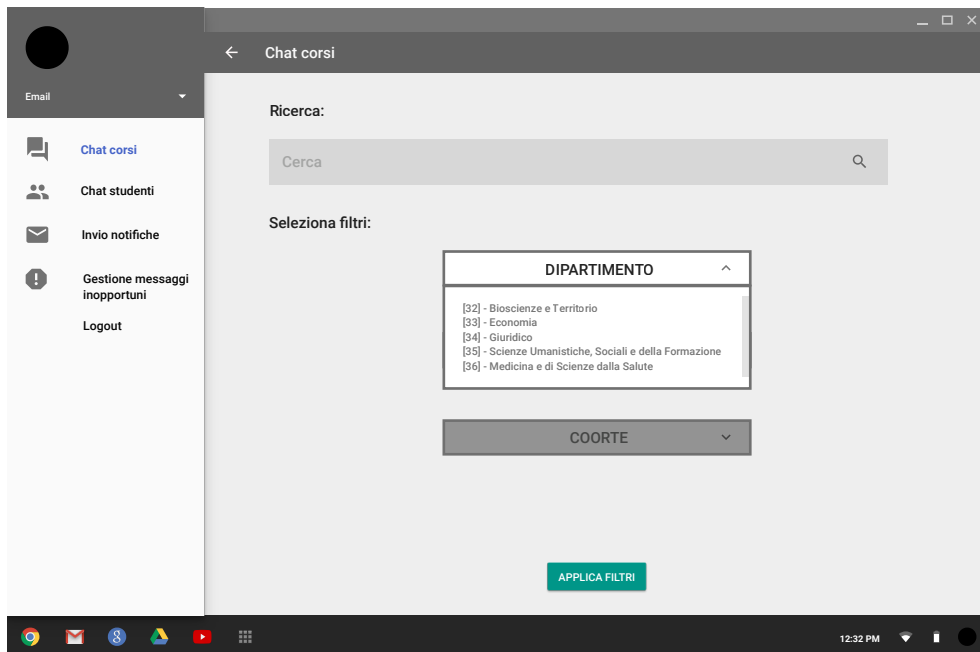 Chat corsi
Email
Ricerca:
Chat corsi
Cerca
Chat studenti
Seleziona filtri:
Invio notifiche
Gestione messaggi
inopportuni
Logout
DIPARTIMENTO
[32] - Bioscienze e Territorio
[33] - Economia
[34] - Giuridico
[35] - Scienze Umanistiche, Sociali e della Formazione
[36] - Medicina e di Scienze dalla Salute
COORTE
APPLICA FILTRI
8
12:32 PM